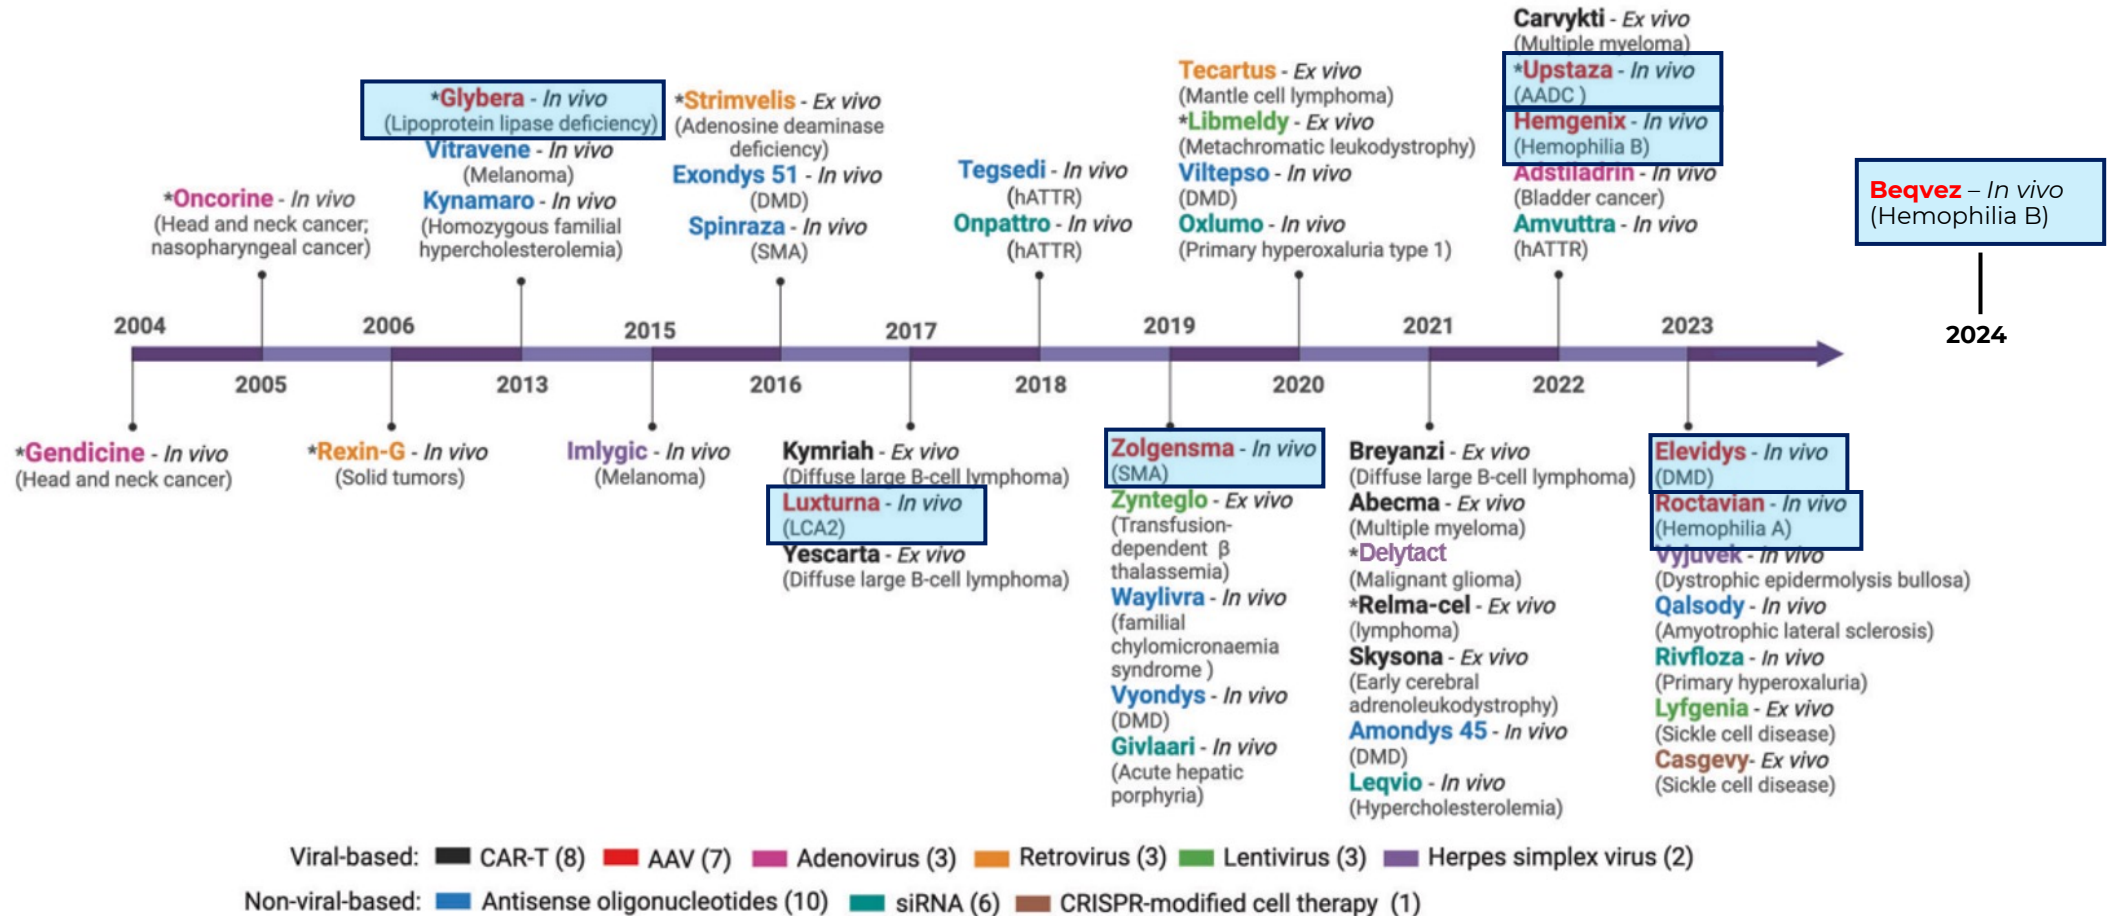 *Oncorine - In vivo
(Head and neck cancer;
nasopharyngeal cancer)
*Glybera - In vivo
(Lipoprotein lipase deficiency)
Vitravene - In vivo
(Melanoma)
Kynamaro - In vivo
(Homozygous familial
hypercholesterolemia)
*Strimvelis - Ex vivo
(Adenosine deaminase
deficiency)
Exondys 51 - In vivo
(DMD)
Spinraza - In vivo
(SMA)
Tegsedi - In vivo
(hATTR)
Onpattro - In vivo
(hATTR)
Tecartus - Ex vivo
(Mantle cell lymphoma)
*Libmeldy - Ex vivo
(Metachromatic leukodystrophy)
Viltepso - In vivo
(DMD)
Oxlumo - In vivo
(Primary hyperoxaluria type 1)
Carvykti - Ex vivo
(Multiple myeloma)
*Upstaza - In vivo
(AADC )
Hemgenix - In vivo
(Hemophilia B)
Adstiladrin - In vivo
(Bladder cancer)
Amvuttra - In vivo
(hATTR)
Beqvez – In vivo
(Hemophilia B)
2004
2006
2015
2017
2019
2021
2023
2024
2005
2013
2016
2018
2020
2022
*Gendicine - In vivo
(Head and neck cancer)
*Rexin-G - In vivo
(Solid tumors)
Imlygic - In vivo
(Melanoma)
Kymriah - Ex vivo
(Diffuse large B-cell lymphoma)
Luxturna - In vivo
(LCA2)
Yescarta - Ex vivo
(Diffuse large B-cell lymphoma)
Zolgensma - In vivo
(SMA)
Zynteglo - Ex vivo
(Transfusion-
dependent β
thalassemia)
Waylivra - In vivo
(familial
chylomicronaemia
syndrome )
Vyondys - In vivo
(DMD)
Givlaari - In vivo
(Acute hepatic
porphyria)
Breyanzi - Ex vivo
(Diffuse large B-cell lymphoma)
Abecma - Ex vivo
(Multiple myeloma)
*Delytact
(Malignant glioma)
*Relma-cel - Ex vivo
(lymphoma)
Skysona - Ex vivo
(Early cerebral
adrenoleukodystrophy)
Amondys 45 - In vivo
(DMD)
Leqvio - In vivo
(Hypercholesterolemia)
Elevidys - In vivo
(DMD)
Roctavian - In vivo
(Hemophilia A)
Vyjuvek - In vivo
(Dystrophic epidermolysis bullosa)
Qalsody - In vivo
(Amyotrophic lateral sclerosis)
Rivfloza - In vivo
(Primary hyperoxaluria)
Lyfgenia - Ex vivo
(Sickle cell disease)
Casgevy- Ex vivo
(Sickle cell disease)
Viral-based: CAR-T (8) AAV (7) Adenovirus (3) Retrovirus (3) Lentivirus (3) Herpes simplex virus (2)
Non-viral-based: Antisense oligonucleotides (10) siRNA (6) CRISPR-modified cell therapy (1)